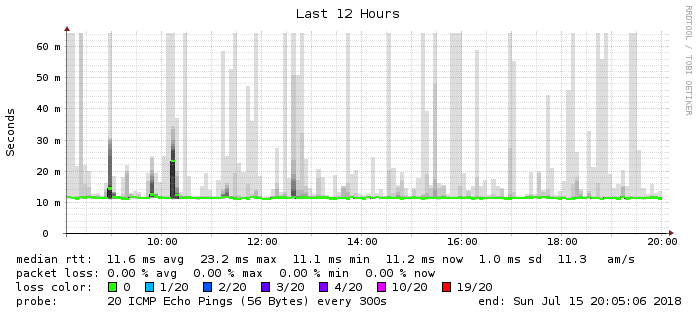 Last 12 Hours
RRDTOOL / TOBI OETIKER
Seconds
60 m
50 m
40 m
30 m
20 m
10 m
0
10:00 12:00 14:00 16:00 18:00 20:00
median rtt: 11.6 ms avg 23.2 ms max 11.1 ms min 11.2 ms now 1.0 ms sd 11.3 am/s
packet loss: 0.00 % avg 0.00 % max 0.00 % min 0.00 % now
loss color: 0 1/20 2/20 3/20 4/20 10/20 19/20
probe: 20 ICMP Echo Pings (56 Bytes) every 300s end: Sun Jul 15 20:05:06 2018